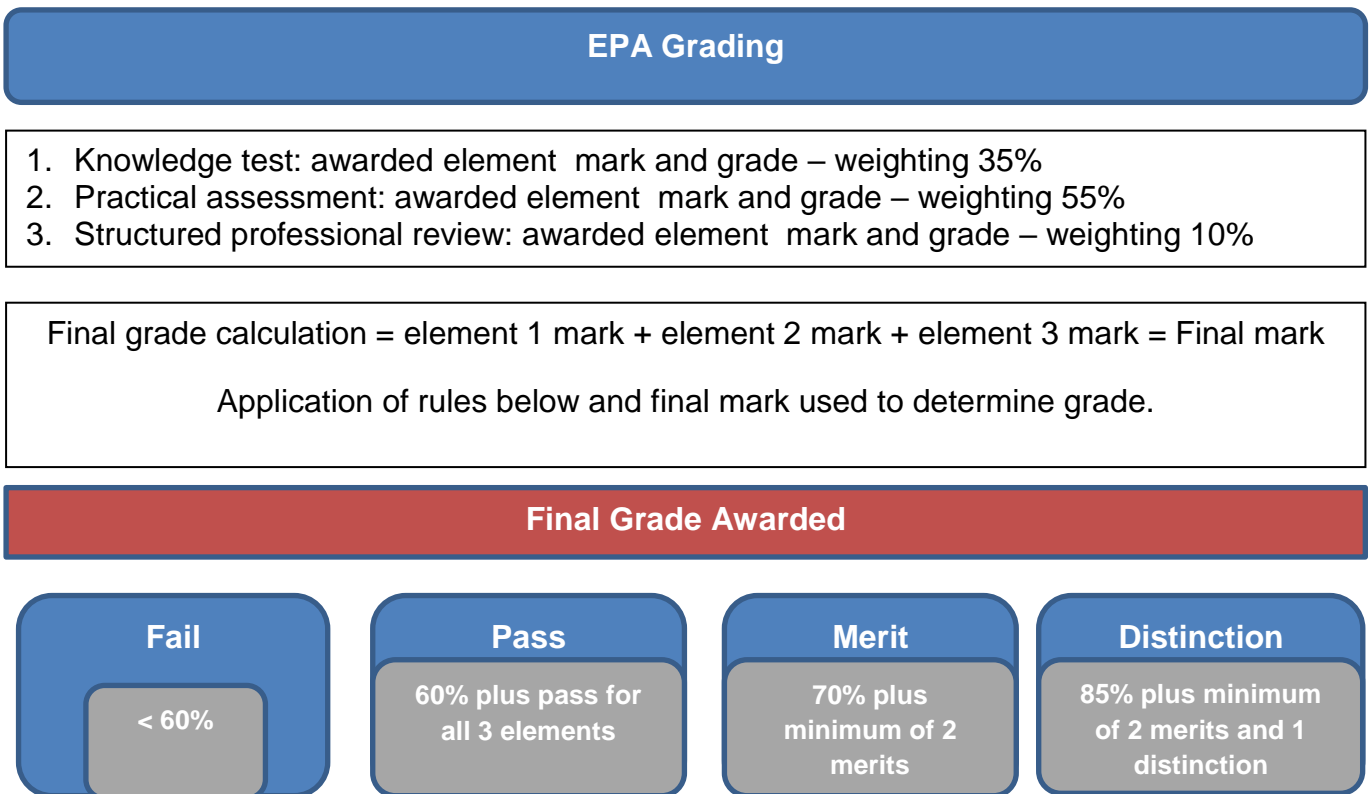 EPA Grading
1. Knowledge test: awarded element  mark and grade – weighting 35%
2. Practical assessment: awarded element  mark and grade – weighting 55%
3. Structured professional review: awarded element  mark and grade – weighting 10%
Final grade calculation = element 1 mark + element 2 mark + element 3 mark = Final mark
Application of rules below and final mark used to determine grade.
Final Grade Awarded
Fail
< 60%
Pass
60% plus pass for
all 3 elements
Merit
70% plus
minimum of 2
merits
Distinction
85% plus minimum
of 2 merits and 1
distinction